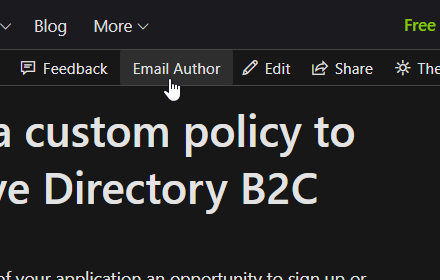 Blog More Free
Feedback Email Author Edit Share The
a custom policy to
ve Directory B2C
of your application an opportunity to sign up or